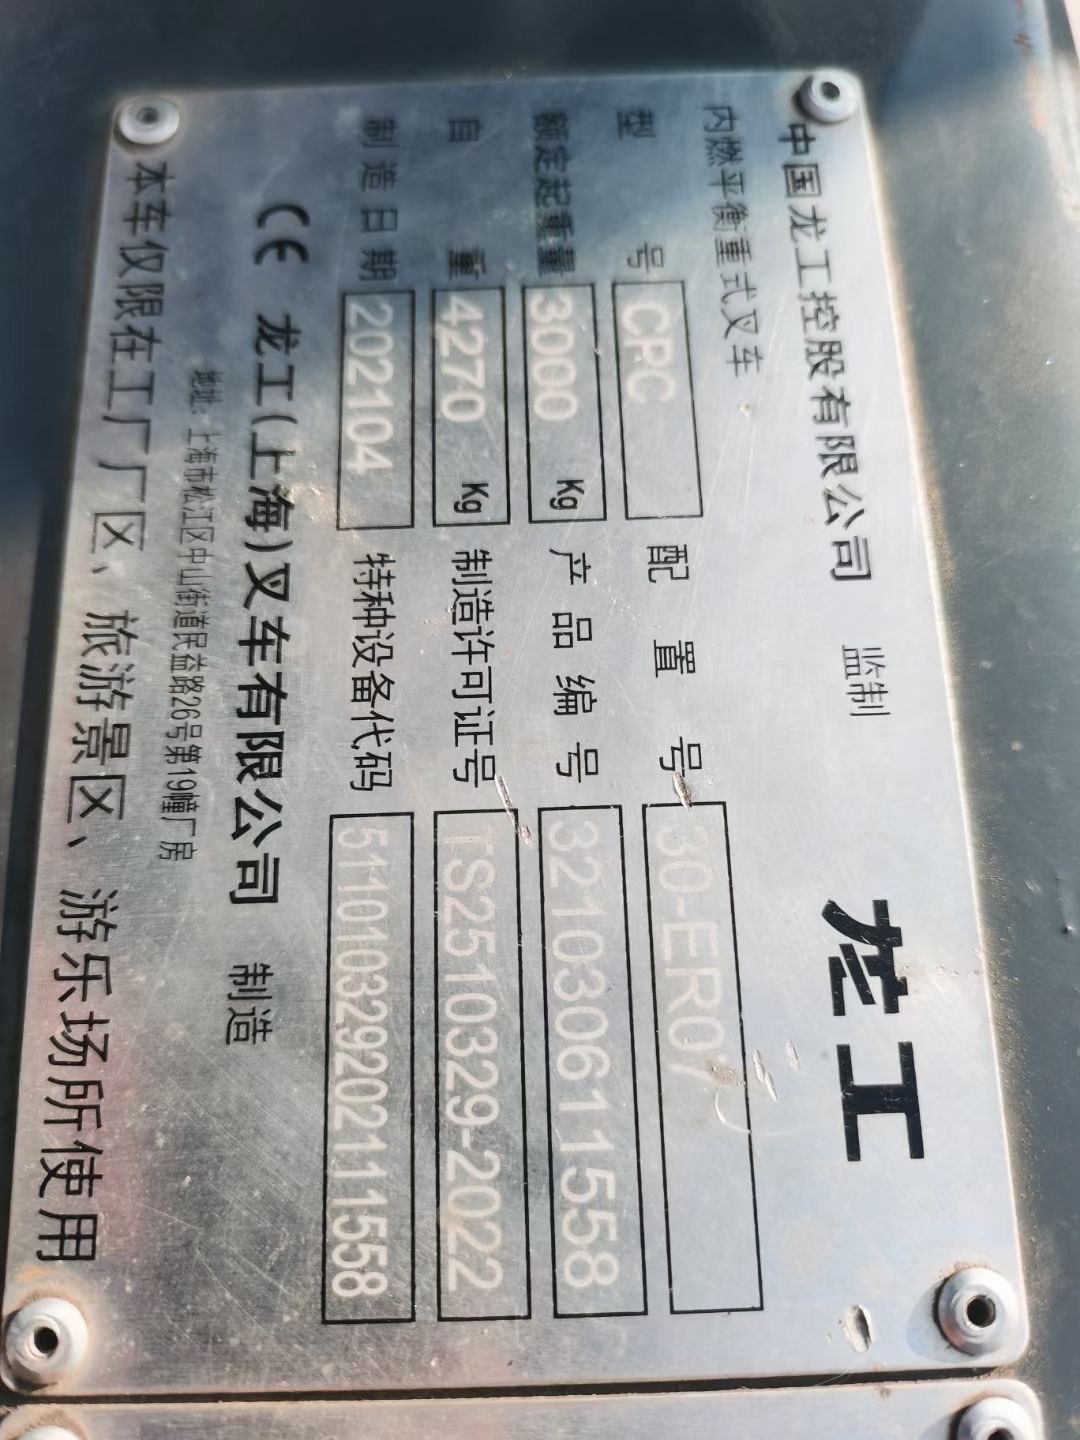 中国龙工控股有限公司 监制 龙工
内燃平衡重式叉车
型号 CPC 配置号 30-ER07
额定起重量 3000 Kg 产品编号 32103061 1558
自重 4270 Kg 制造许可证号 TS2510329-2022
制造日期 202104 特种设备代码 511010329202111558
CE 龙工(上海)叉车有限公司 制造
地址: 上海市松江区中山街道民益路26号第19幢厂房
本车仅限在工厂厂区、旅游景区、游乐场所使用